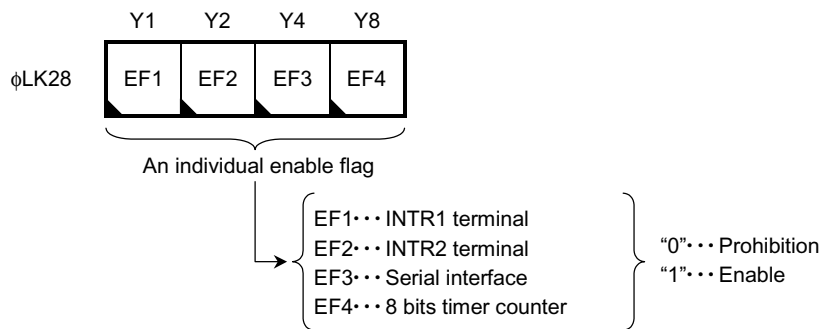 Y1 Y2 Y4 Y8
ϕLK28 EF1 EF2 EF3 EF4
An individual enable flag
EF1··· INTR1 terminal
EF2··· INTR2 terminal
EF3··· Serial interface
EF4··· 8 bits timer counter
“0”··· Prohibition
“1”··· Enable